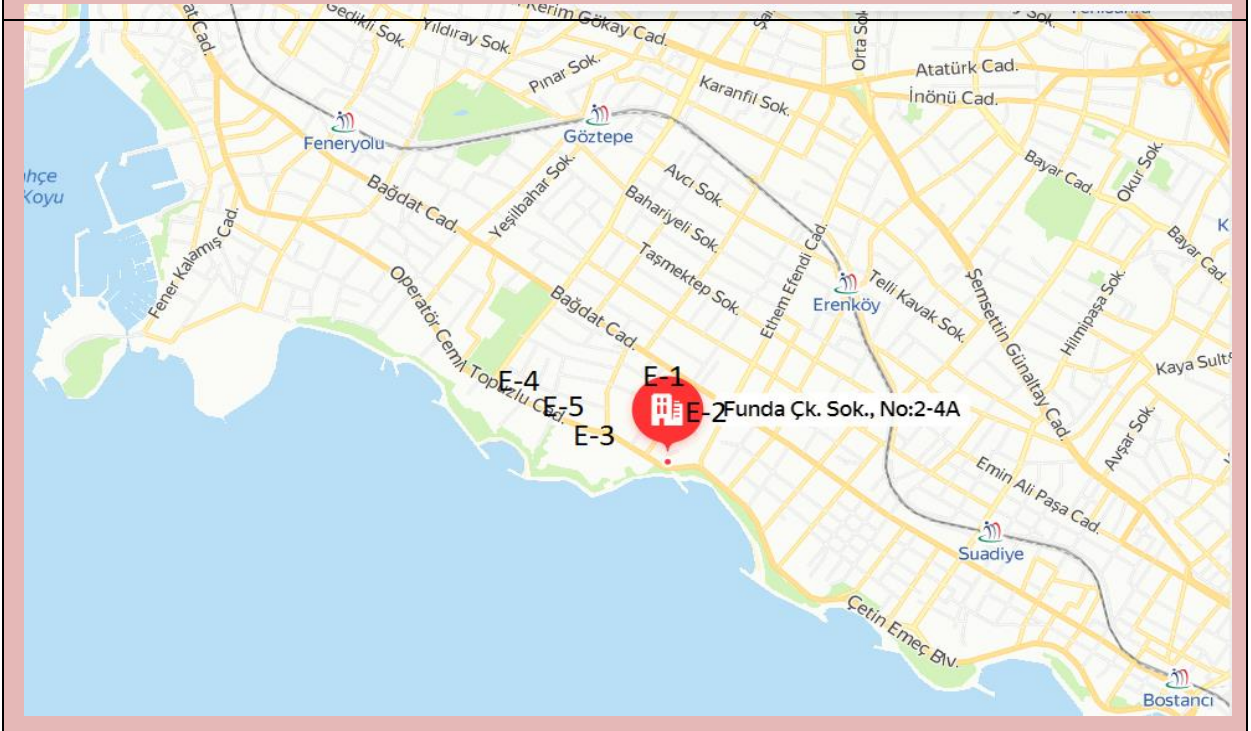 Gedikli Sok.
Yıldıray Sok.
Kerim Gökay Cad.
Orta Sok
Sok.
at Cad.
Pınar Sok.
Karanfil Sok.
Atatürk Cad.
İnönü Cad.
Feneryolu
Göztepe
Bayar Cad.
Okur Sok.
hçe
Koyu
Bağdat Cad.
Yeşilbahar Sok.
Avcı Sok.
Bahariyeli Sok.
Taşmektep Sok.
Ethem Efendi Cad.
Fener Kalamış Cad.
Bayar Cad.
K
Operatör Cemil Topuzlu Cad.
Bağdat Cad.
Erenköy
Telli Kavak Sok.
Şemsettin Günaltay Cad.
Hilmipaşa Sok.
Kaya Sult
E-4
E-1
E-5
E-2
Funda Çk. Sok., No:2-4A
E-3
Avşar Sok.
Emin Ali Paşa Cad.
Suadiye
Çetin Emeç Blv.
Bostancı